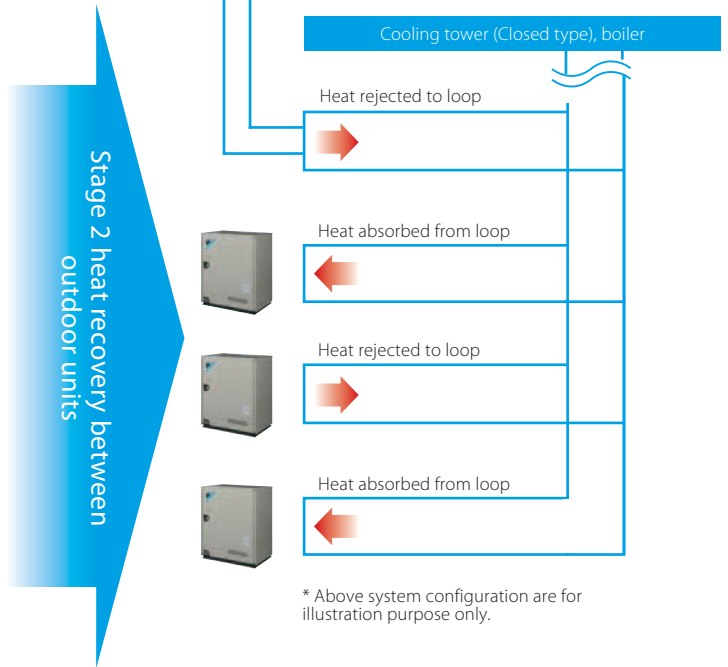 Cooling tower (Closed type), boiler
Heat rejected to loop
Stage 2 heat recovery between
outdoor units
Heat absorbed from loop
Heat rejected to loop
Heat absorbed from loop
* Above system configuration are for
illustration purpose only.